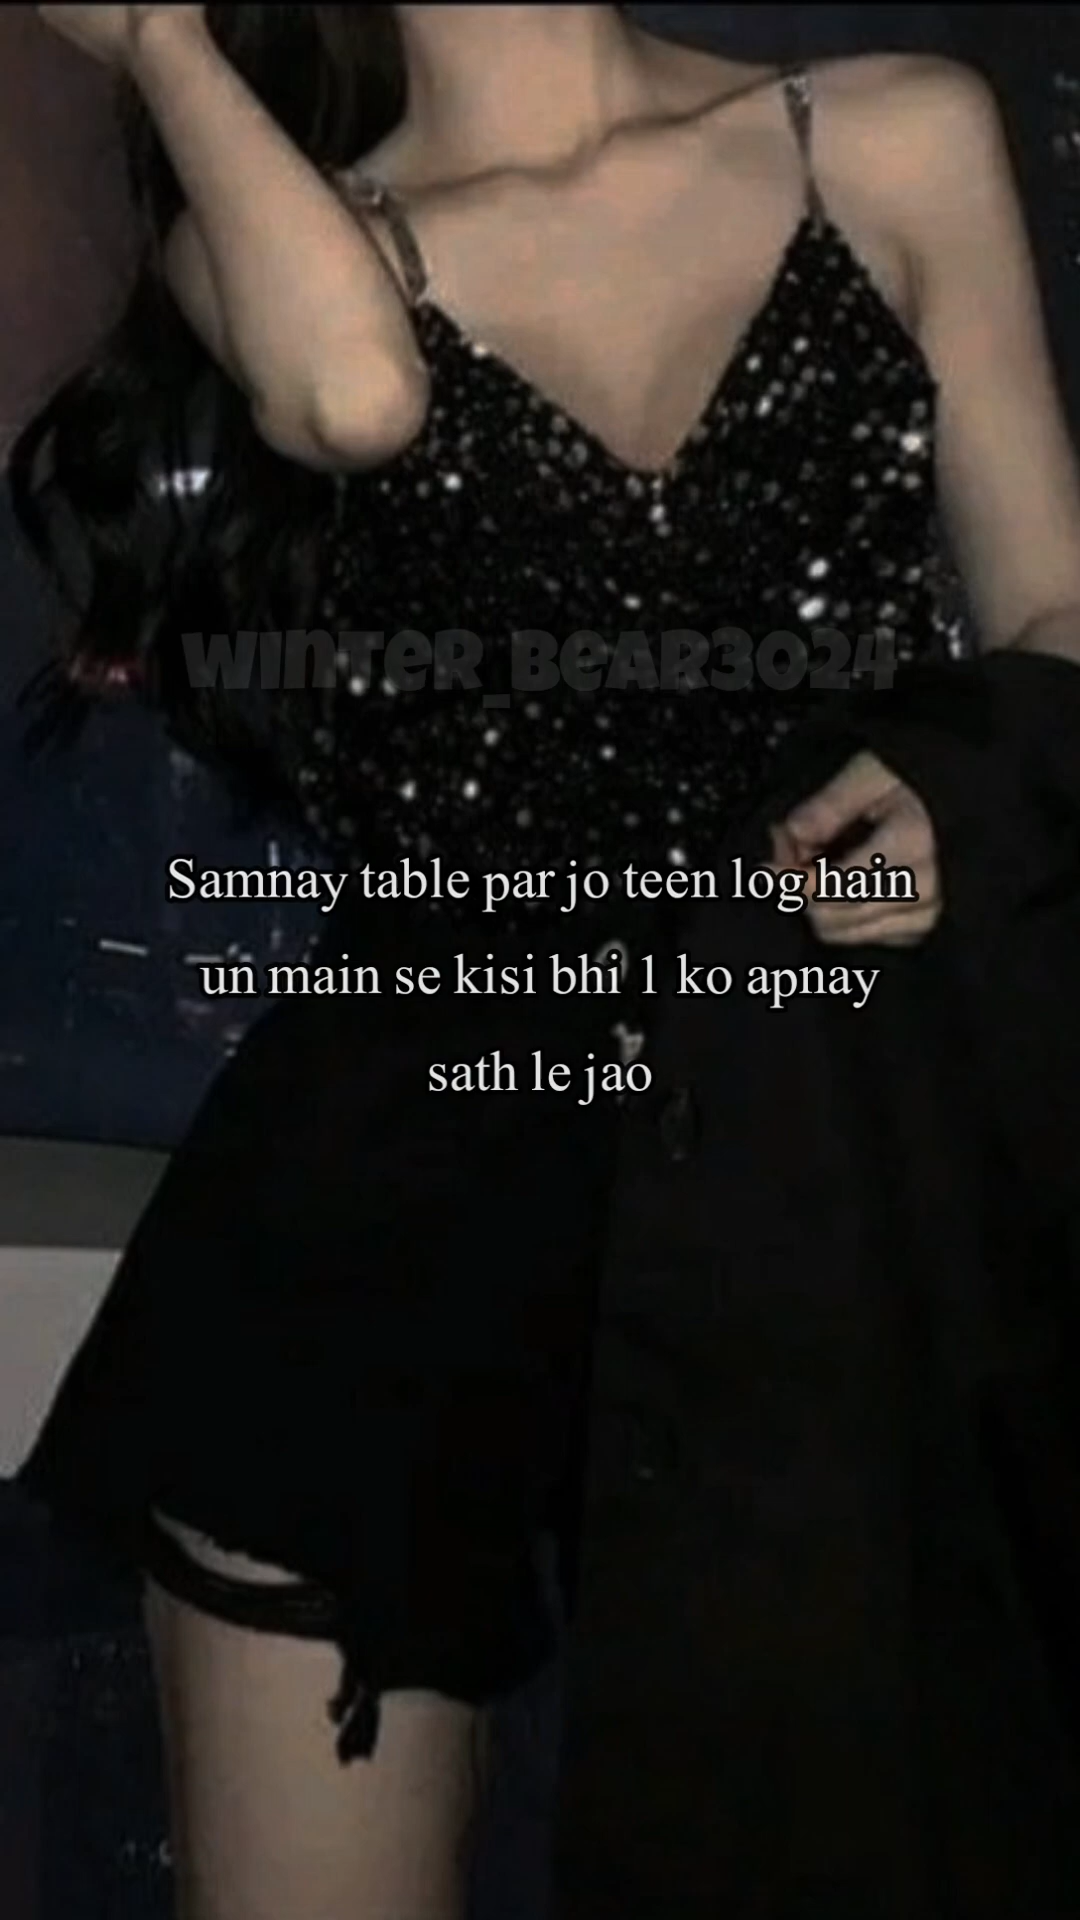 WINTER_BEAR3024
Samnay table par jo teen log hain
un main se kisi bhi 1 ko apnay
sath le jao